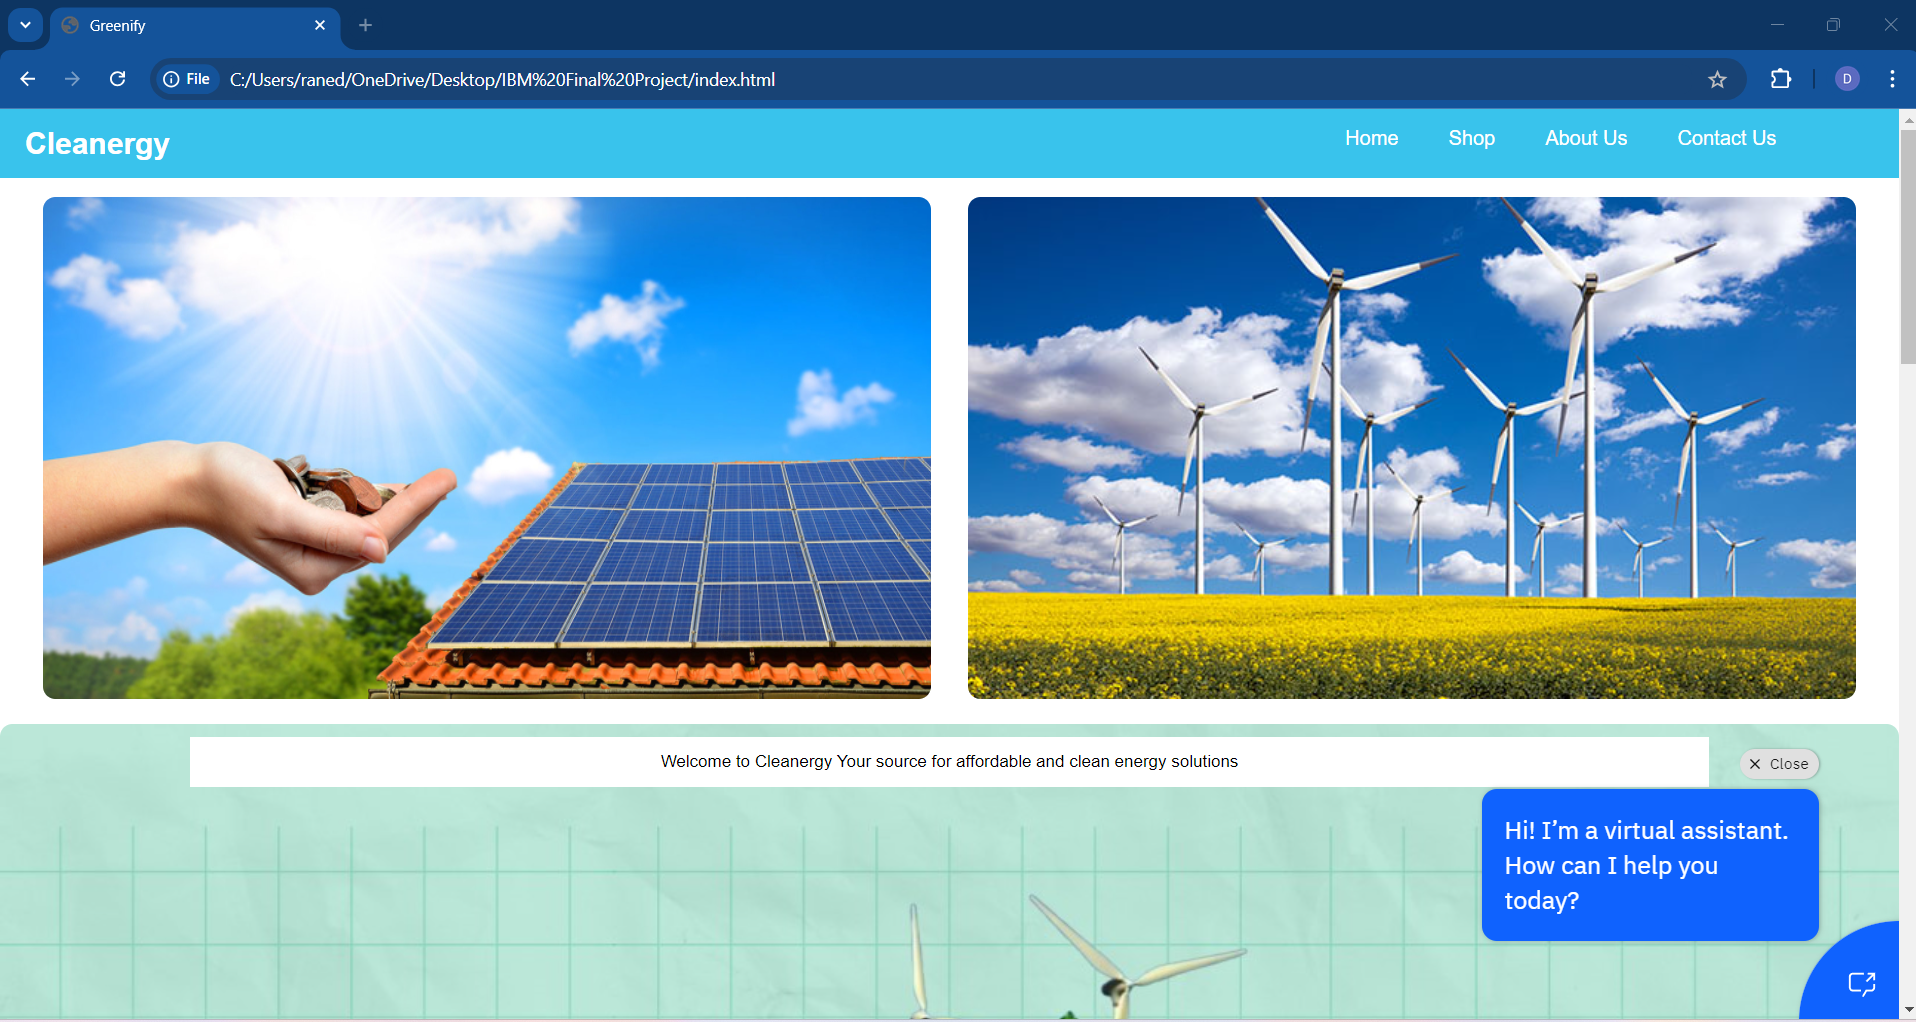 Greenify
File C:/Users/raned/OneDrive/Desktop/IBM%20Final%20Project/index.html
D
Cleanergy
Home Shop About Us Contact Us
Welcome to Cleanergy Your source for affordable and clean energy solutions
Close
Hi! I’m a virtual assistant.
How can I help you
today?